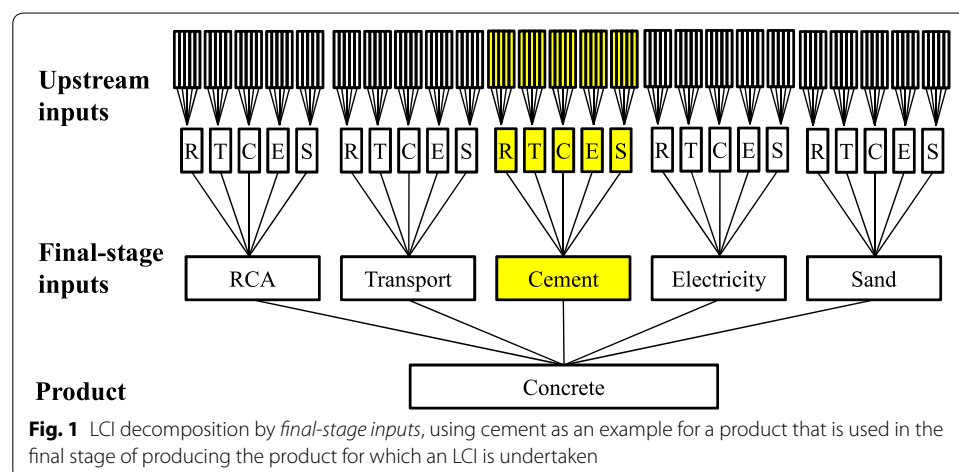 Upstream
inputs
R T C E S R T C E S R T C E S R T C E S R T C E S
Final-stage
inputs
RCA Transport Cement Electricity Sand
Product
Concrete
Fig. 1 LCI decomposition by final-stage inputs, using cement as an example for a product that is used in the
final stage of producing the product for which an LCI is undertaken